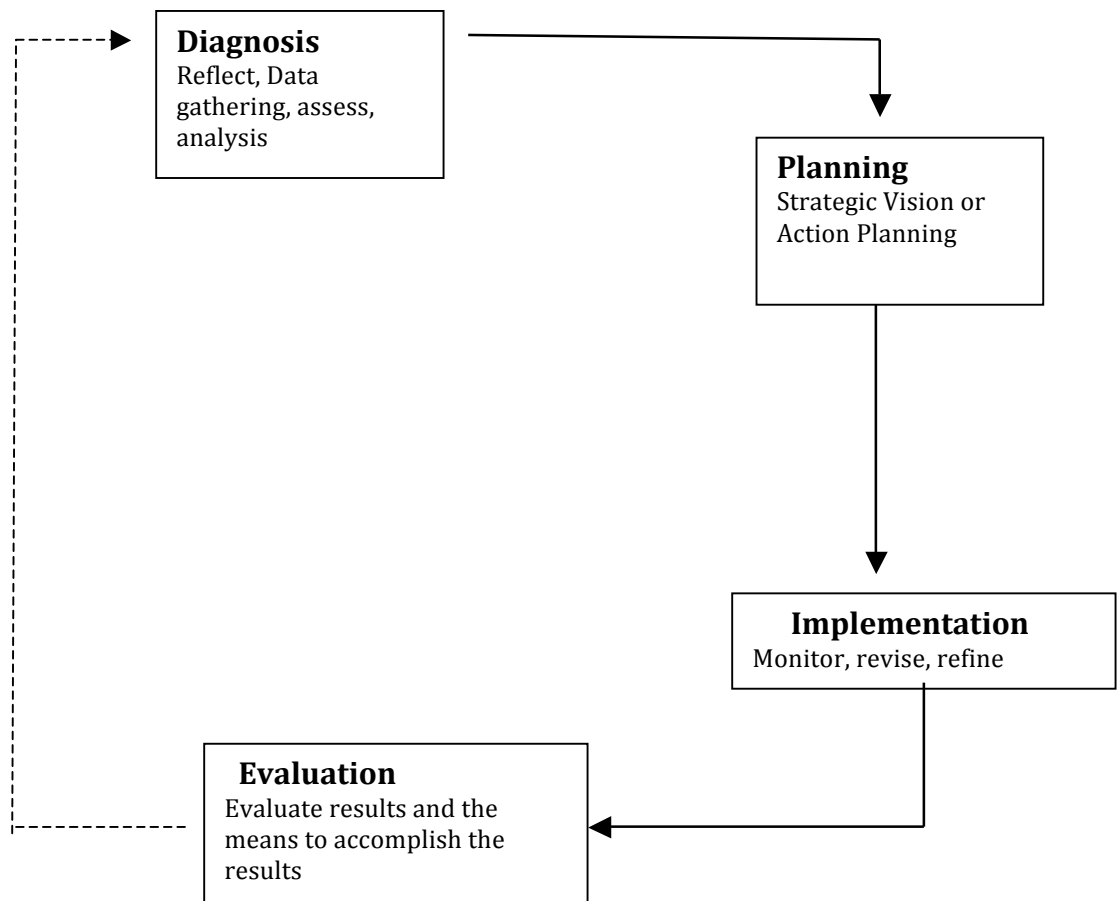 Diagnosis
Reflect, Data
gathering, assess,
analysis
Planning
Strategic Vision or
Action Planning
Implementation
Monitor, revise, refine
Evaluation
Evaluate results and the
means to accomplish the
results